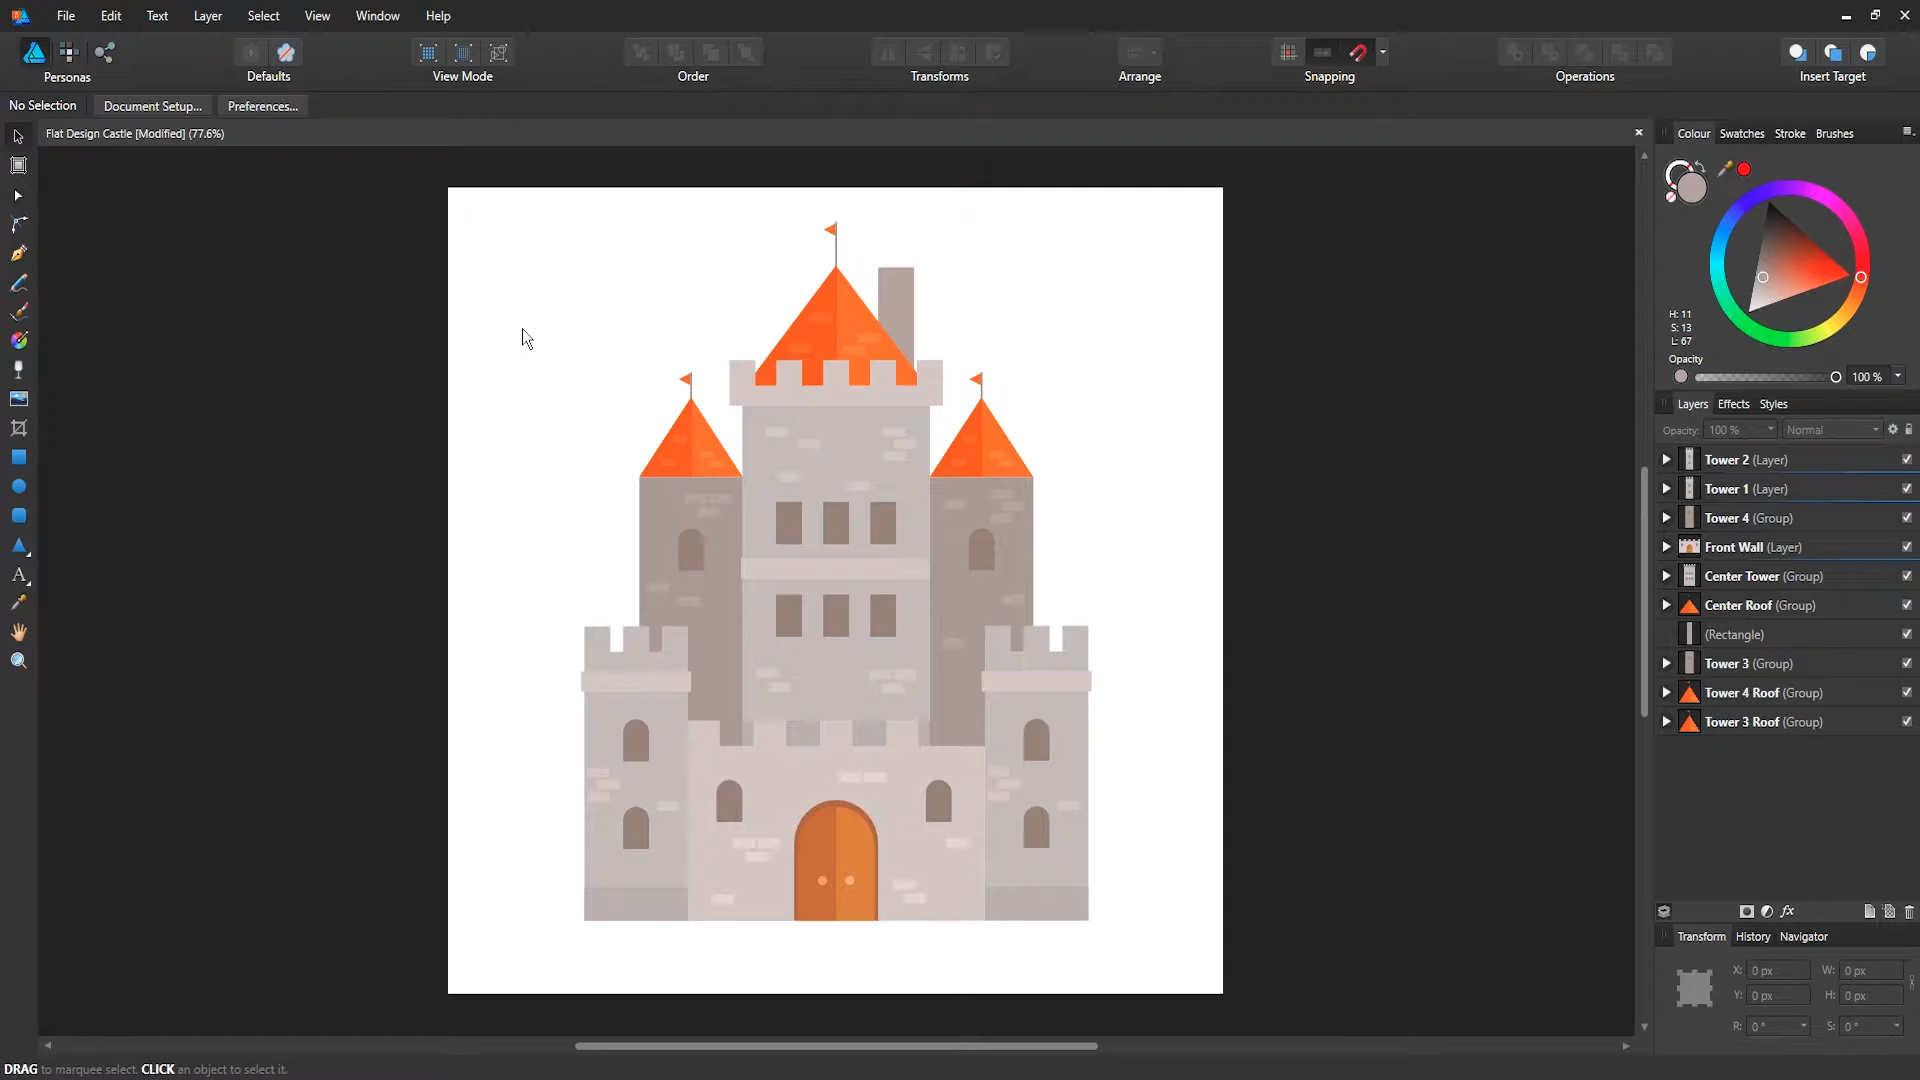 File Edit Text Layer Select View Window Help
Personas Defaults View Mode Order Transforms Arrange Snapping Operations Insert Target
No Selection Document Setup... Preferences...
Flat Design Castle [Modified] (77.6%)
Colour Swatches Stroke Brushes
H: 11
S: 13
L: 67
Opacity
100 %
Layers Effects Styles
Opacity: 100 % Normal
Tower 2 (Layer)
Tower 1 (Layer)
Tower 4 (Group)
Front Wall (Layer)
Center Tower (Group)
Center Roof (Group)
(Rectangle)
Tower 3 (Group)
Tower 4 Roof (Group)
Tower 3 Roof (Group)
fx
Transform History Navigator
X: 0 px W: 0 px
Y: 0 px H: 0 px
R: 0 ° S: 0 °
A
DRAG to marquee select. CLICK an object to select it.